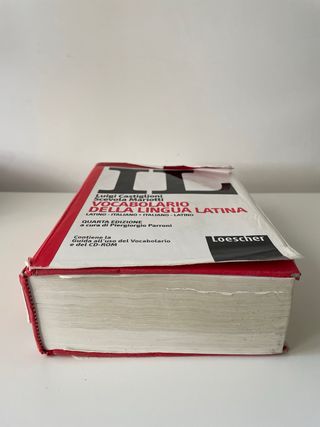 IL
Luigi Castiglioni
Scevola Mariotti
VOCABOLARIO
DELLA LINGUA LATINA
LATINO - ITALIANO • ITALIANO - LATINO
QUARTA EDIZIONE
a cura di Piergiorgio Parroni
Contiene la
Guida all'uso del Vocabolario
e del CD-ROM
Loescher